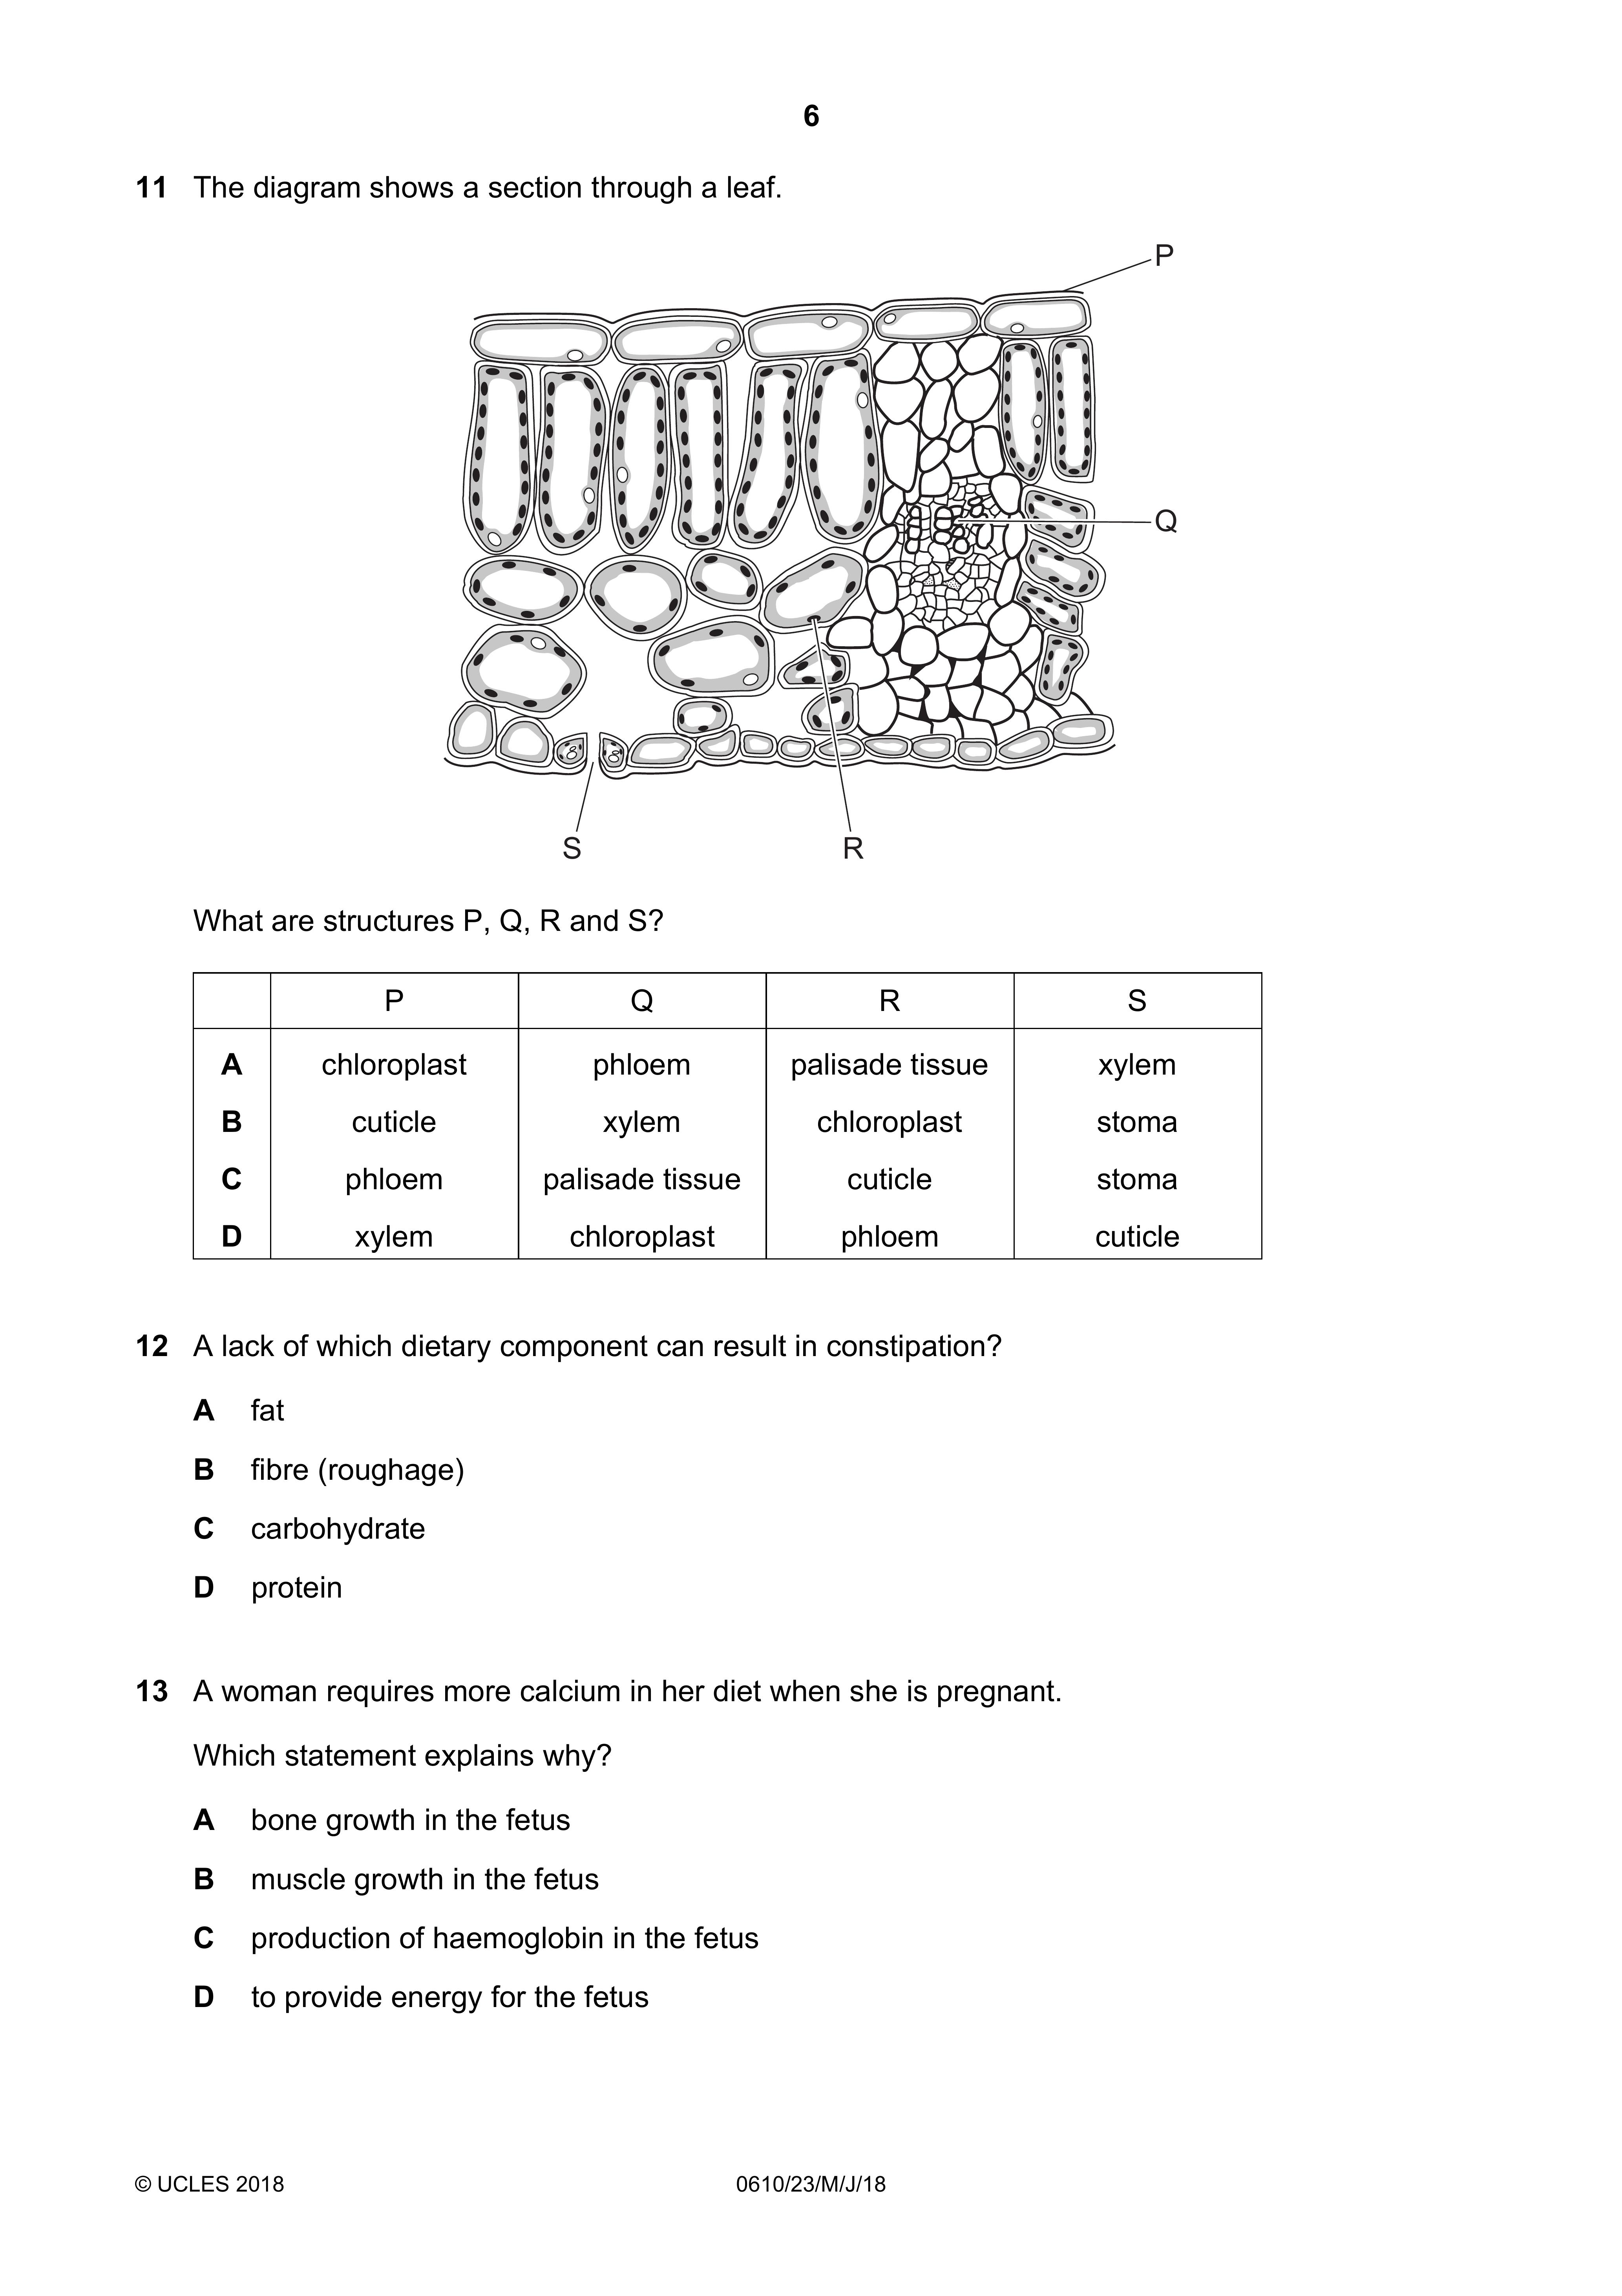 6
11 The diagram shows a section through a leaf.
P
Q
S R
What are structures P, Q, R and S?
P Q R S
A chloroplast phloem palisade tissue xylem
B cuticle xylem chloroplast stoma
C phloem palisade tissue cuticle stoma
D xylem chloroplast phloem cuticle
12 A lack of which dietary component can result in constipation?
A fat
B fibre (roughage)
C carbohydrate
D protein
13 A woman requires more calcium in her diet when she is pregnant.
Which statement explains why?
A bone growth in the fetus
B muscle growth in the fetus
C production of haemoglobin in the fetus
D to provide energy for the fetus
© UCLES 2018 0610/23/M/J/18